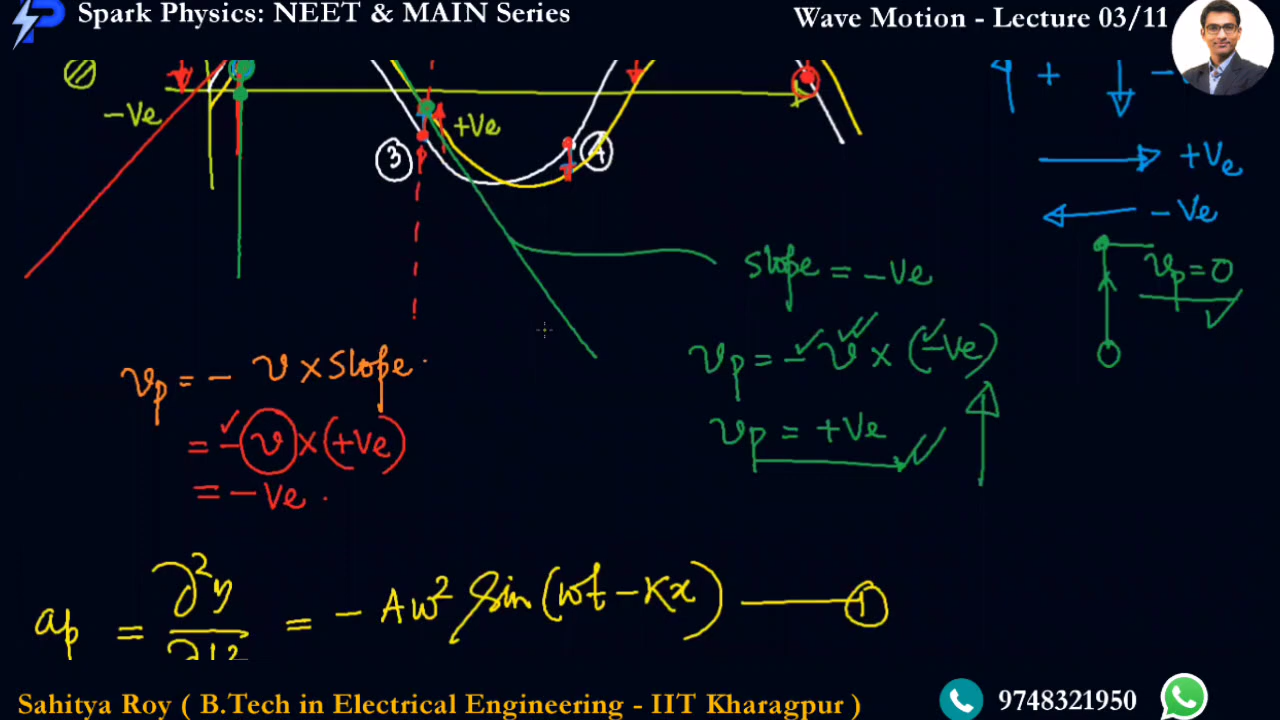 Spark Physics: NEET & MAIN Series
Wave Motion - Lecture 03/11
-ve
+ve
+
-
③
④
+ve
-ve
slope = -ve
vp = 0
vp = - v × slope.
= - v × (+ve)
= -ve.
vp = - v × (-ve)
vp = +ve
ap = ∂²y/∂t² = - Aω² sin(ωt - Kx) — ①
Sahitya Roy ( B.Tech in Electrical Engineering - IIT Kharagpur )
9748321950